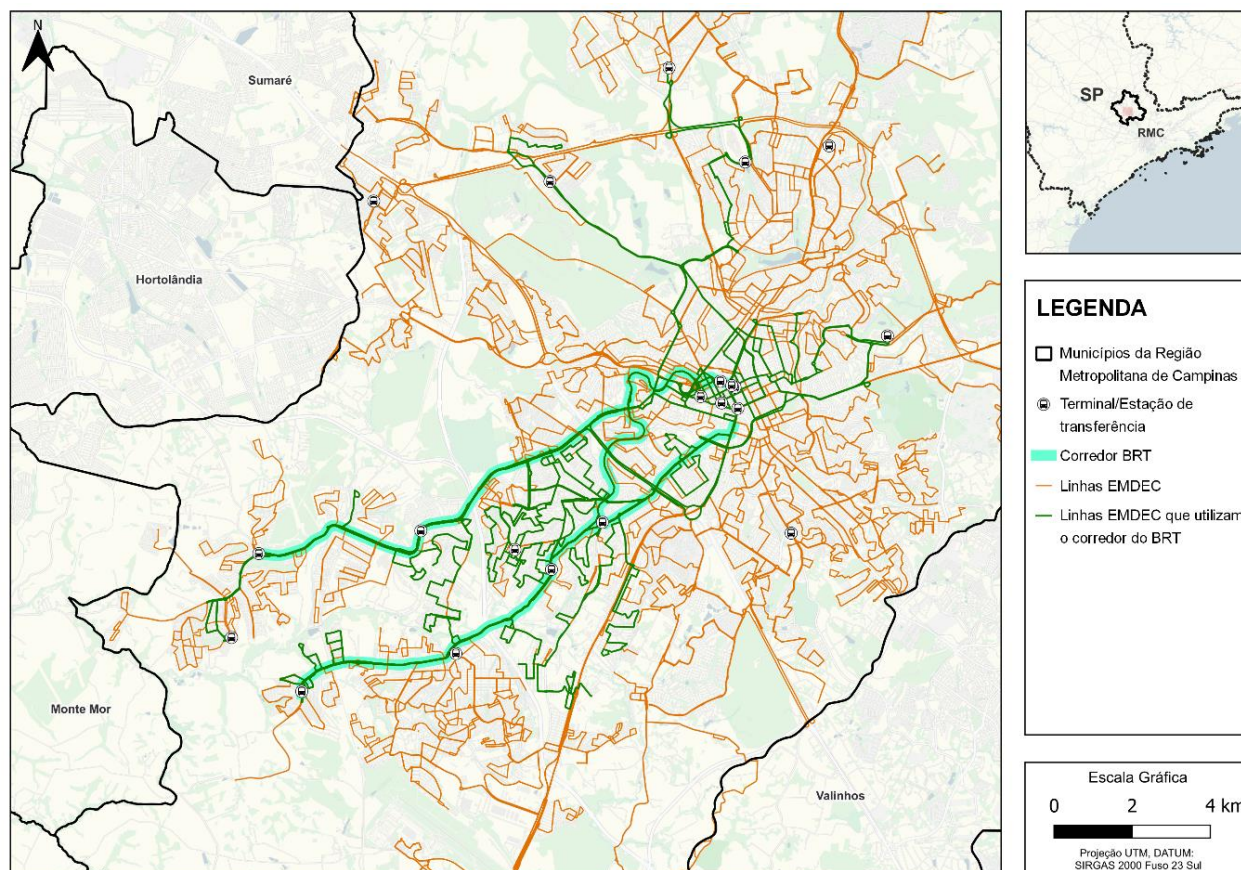 N
Sumaré
Hortolândia
Monte Mor
Valinhos
SP
RMC
LEGENDA
Municípios da Região
Metropolitana de Campinas
Terminal/Estação de
transferência
Corredor BRT
Linhas EMDEC
Linhas EMDEC que utilizam
o corredor do BRT
Escala Gráfica
0 2 4 km
Projeção UTM, DATUM:
SIRGAS 2000 Fuso 23 Sul